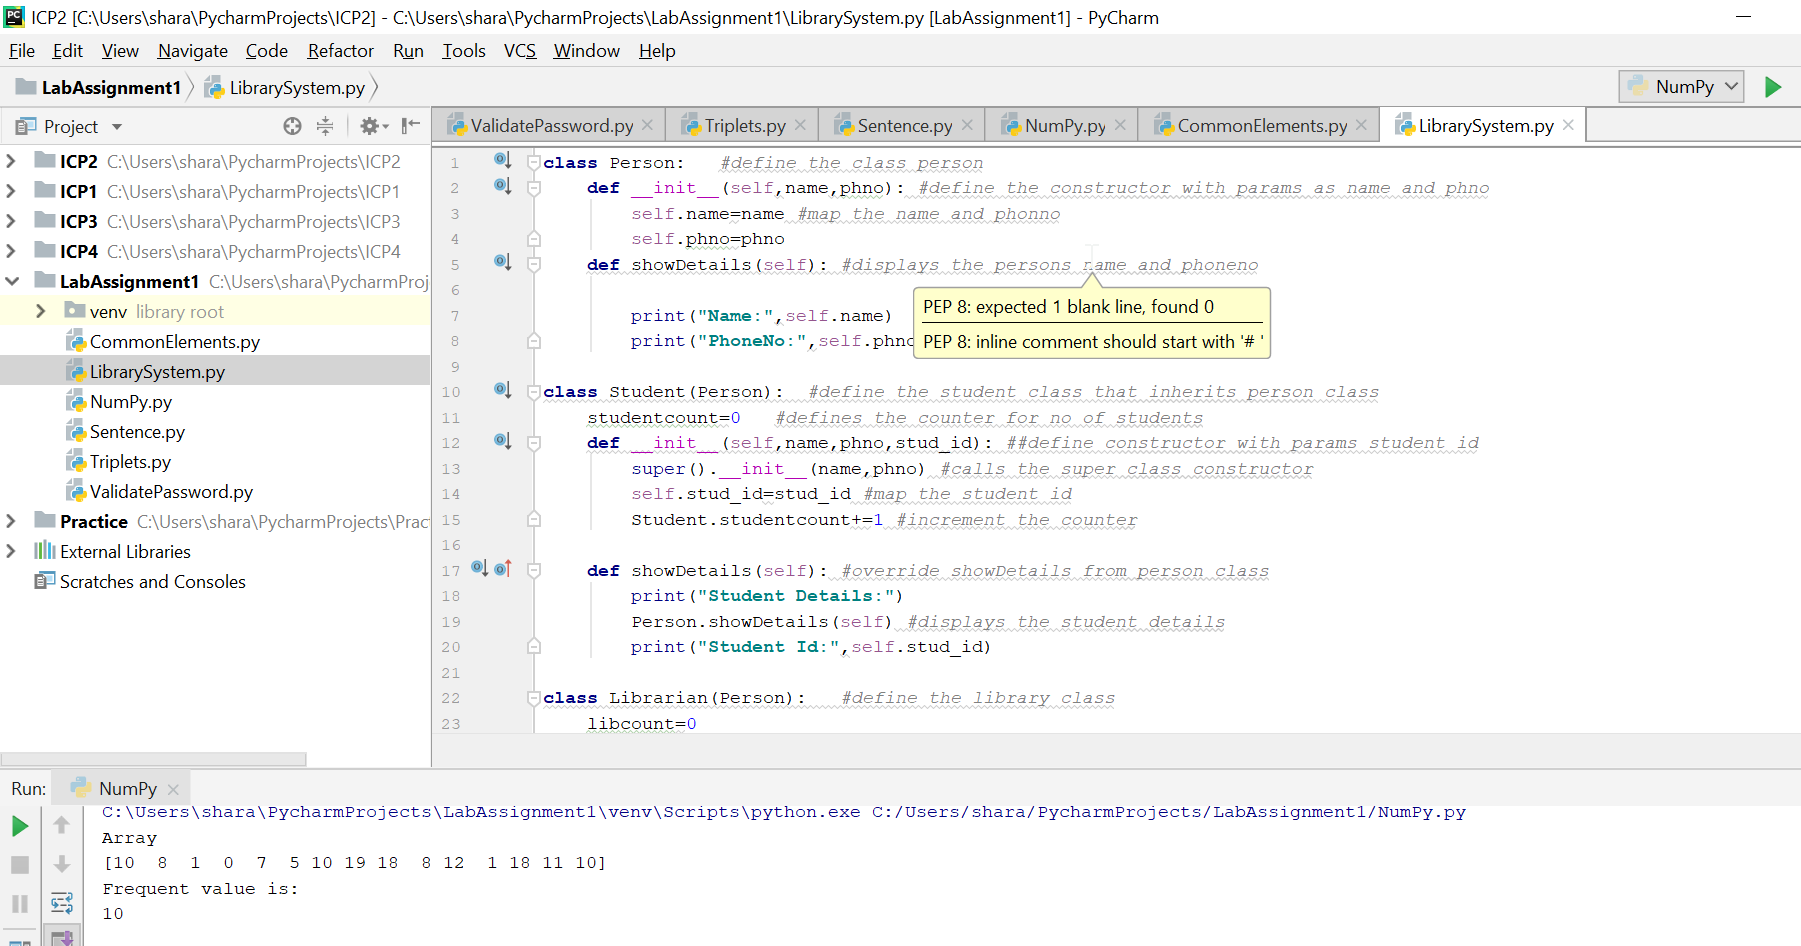 ICP2 [C:\Users\shara\PycharmProjects\ICP2] - C:\Users\shara\PycharmProjects\LabAssignment1\LibrarySystem.py [LabAssignment1] - PyCharm
File Edit View Navigate Code Refactor Run Tools VCS Window Help
LabAssignment1 LibrarySystem.py NumPy
Project
ValidatePassword.py Triplets.py Sentence.py NumPy.py CommonElements.py LibrarySystem.py
ICP2 C:\Users\shara\PycharmProjects\ICP2
ICP1 C:\Users\shara\PycharmProjects\ICP1
ICP3 C:\Users\shara\PycharmProjects\ICP3
ICP4 C:\Users\shara\PycharmProjects\ICP4
LabAssignment1 C:\Users\shara\PycharmProj
venv library root
CommonElements.py
LibrarySystem.py
NumPy.py
Sentence.py
Triplets.py
ValidatePassword.py
Practice C:\Users\shara\PycharmProjects\Prac
External Libraries
Scratches and Consoles
1 class Person: #define the class person
2 def __init__(self,name,phno): #define the constructor with params as name and phno
3 self.name=name #map the name and phonno
4 self.phno=phno
5 def showDetails(self): #displays the persons name and phoneno
6
7 print("Name:",self.name)
8 print("PhoneNo:",self.phno
9
10 class Student(Person): #define the student class that inherits person class
11 studentcount=0 #defines the counter for no of students
12 def __init__(self,name,phno,stud_id): ##define constructor with params student id
13 super().__init__(name,phno) #calls the super class constructor
14 self.stud_id=stud_id #map the student id
15 Student.studentcount+=1 #increment the counter
16
17 def showDetails(self): #override showDetails from person class
18 print("Student Details:")
19 Person.showDetails(self) #displays the student details
20 print("Student Id:",self.stud_id)
21
22 class Librarian(Person): #define the library class
23 libcount=0
PEP 8: expected 1 blank line, found 0
PEP 8: inline comment should start with '# '
Run: NumPy
C:\Users\shara\PycharmProjects\LabAssignment1\venv\Scripts\python.exe C:/Users/shara/PycharmProjects/LabAssignment1/NumPy.py
Array
[10  8  1  0  7  5 10 19 18  8 12  1 18 11 10]
Frequent value is:
10